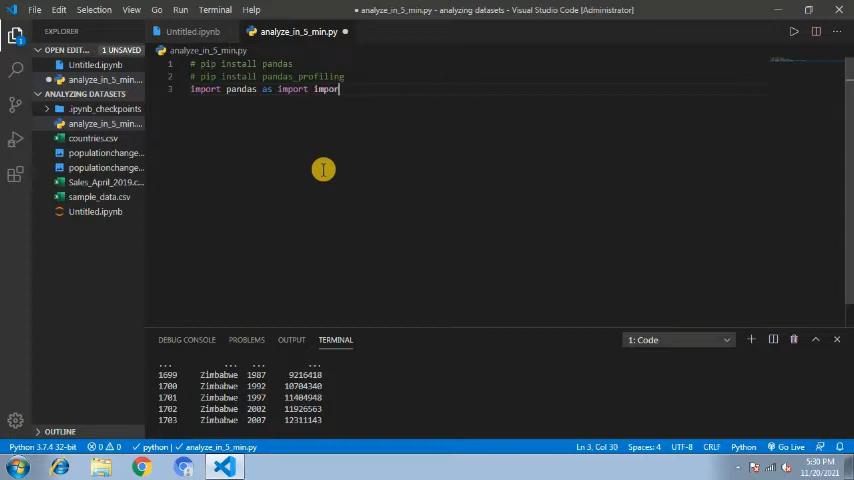 File Edit Selection View Go Run Terminal Help
● analyze_in_5_min.py - analyzing datasets - Visual Studio Code [Administrator]
EXPLORER
Untitled.ipynb
analyze_in_5_min.py
OPEN EDIT... 1 UNSAVED
Untitled.ipynb
analyze_in_5_min....
ANALYZING DATASETS
.ipynb_checkpoints
analyze_in_5_min....
countries.csv
populationchange...
populationchange...
Sales_April_2019.c...
sample_data.csv
Untitled.ipynb
OUTLINE
analyze_in_5_min.py
1 # pip install pandas
2 # pip install pandas_profiling
3 import pandas as import impor
DEBUG CONSOLE PROBLEMS OUTPUT TERMINAL
1: Code
... ... ... ...
1699 Zimbabwe 1987 9216418
1700 Zimbabwe 1992 10704340
1701 Zimbabwe 1997 11404948
1702 Zimbabwe 2002 11926563
1703 Zimbabwe 2007 12311143
Python 3.7.4 32-bit 0 0 python analyze_in_5_min.py
Ln 3, Col 30 Spaces: 4 UTF-8 CRLF Python Go Live
5:30 PM
11/20/2021